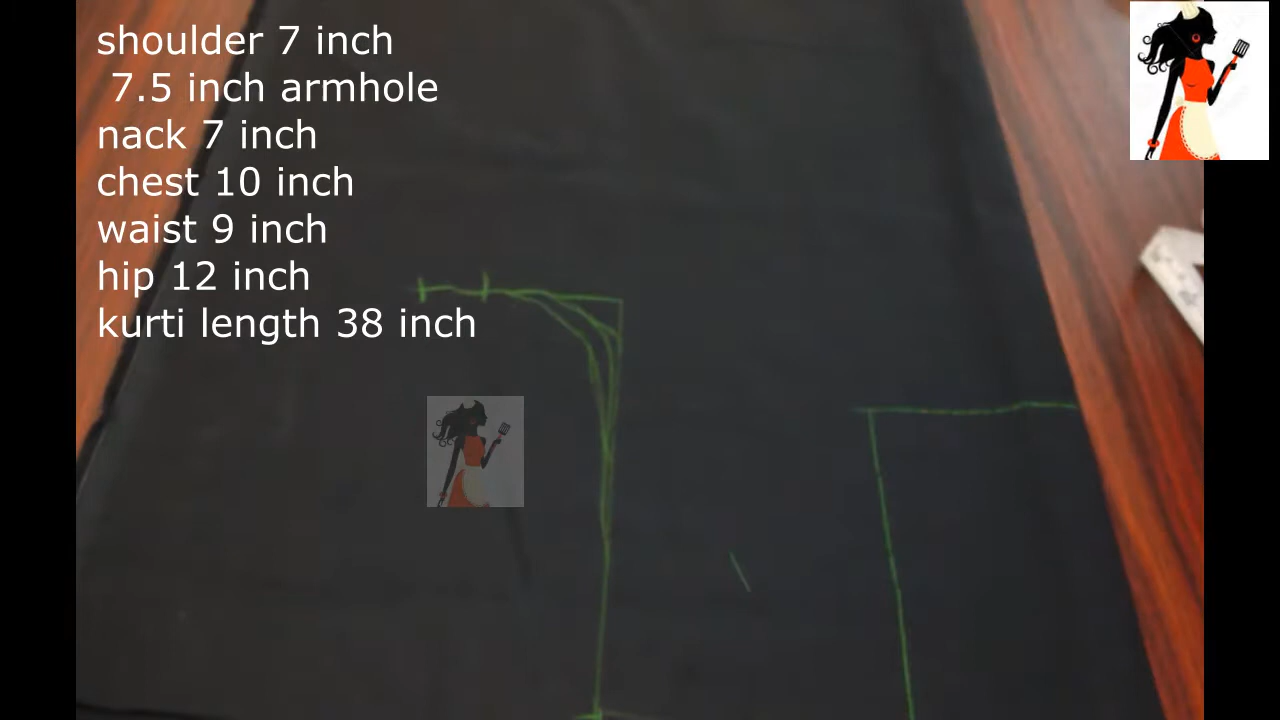 shoulder 7 inch
7.5 inch armhole
nack 7 inch
chest 10 inch
waist 9 inch
hip 12 inch
kurti length 38 inch